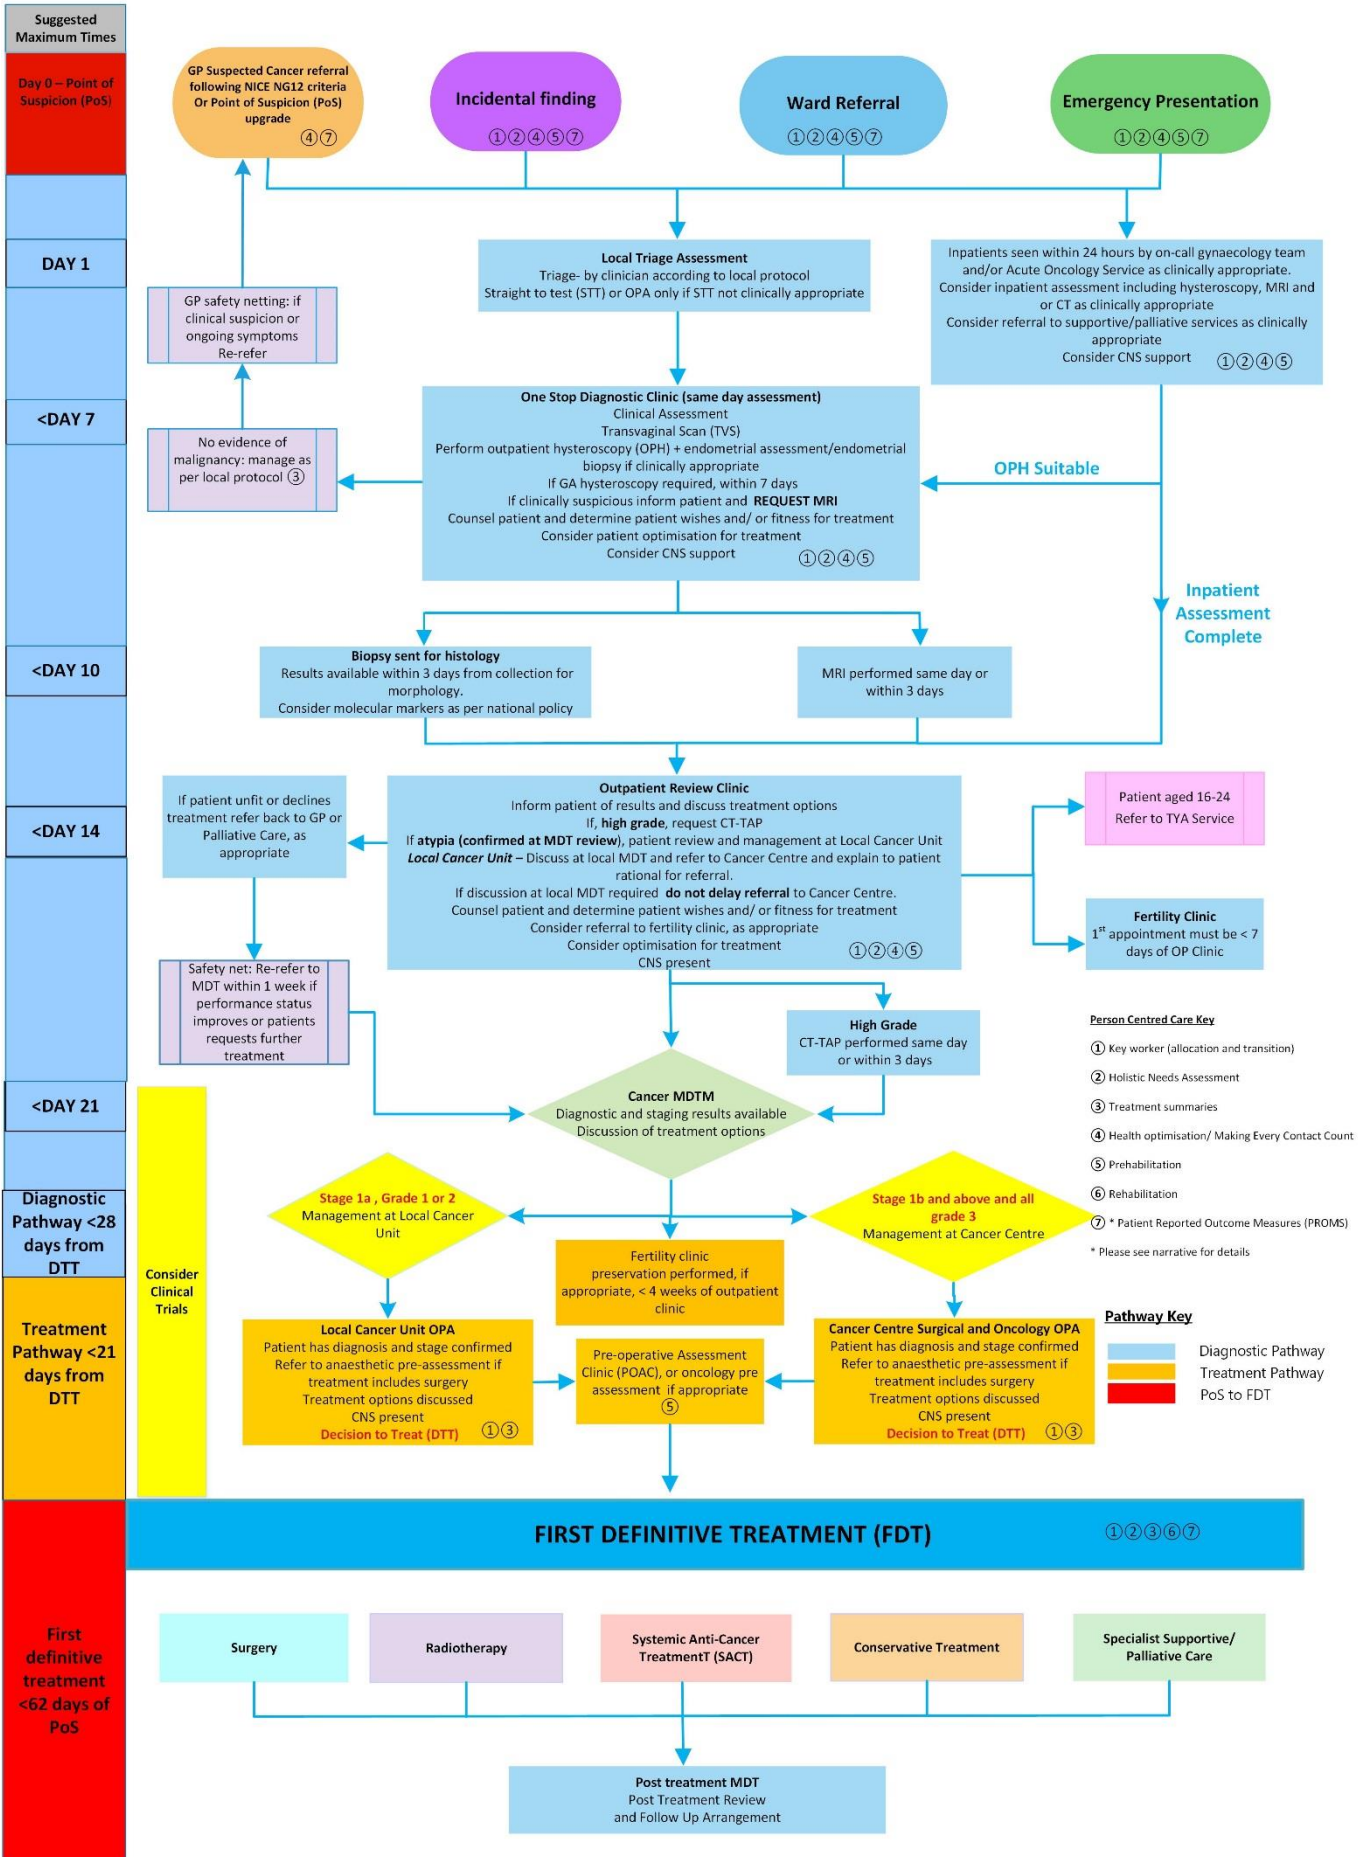 Suggested
Maximum Times
Day 0 – Point of
Suspicion (PoS)
GP Suspected Cancer referral
following NICE NG12 criteria
Or Point of Suspicion (PoS)
upgrade
④⑦
Incidental finding
①②④⑤⑦
Ward Referral
①②④⑤⑦
Emergency Presentation
①②④⑤⑦
DAY 1
Local Triage Assessment
Triage- by clinician according to local protocol
Straight to test (STT) or OPA only if STT not clinically appropriate
Inpatients seen within 24 hours by on-call gynaecology team
and/or Acute Oncology Service as clinically appropriate.
Consider inpatient assessment including hysteroscopy, MRI and
or CT as clinically appropriate
Consider referral to supportive/palliative services as clinically
appropriate
Consider CNS support ①②④⑤
GP safety netting: if
clinical suspicion or
ongoing symptoms
Re-refer
<DAY 7
No evidence of
malignancy: manage as
per local protocol ③
One Stop Diagnostic Clinic (same day assessment)
Clinical Assessment
Transvaginal Scan (TVS)
Perform outpatient hysteroscopy (OPH) + endometrial assessment/endometrial
biopsy if clinically appropriate
If GA hysteroscopy required, within 7 days
If clinically suspicious inform patient and REQUEST MRI
Counsel patient and determine patient wishes and/ or fitness for treatment
Consider patient optimisation for treatment
Consider CNS support ①②④⑤
OPH Suitable
Inpatient
Assessment
Complete
<DAY 10
Biopsy sent for histology
Results available within 3 days from collection for
morphology.
Consider molecular markers as per national policy
MRI performed same day or
within 3 days
<DAY 14
If patient unfit or declines
treatment refer back to GP or
Palliative Care, as
appropriate
Outpatient Review Clinic
Inform patient of results and discuss treatment options
If, high grade, request CT-TAP
If atypia (confirmed at MDT review), patient review and management at Local Cancer Unit
Local Cancer Unit – Discuss at local MDT and refer to Cancer Centre and explain to patient
rational for referral.
If discussion at local MDT required do not delay referral to Cancer Centre.
Counsel patient and determine patient wishes and/ or fitness for treatment
Consider referral to fertility clinic, as appropriate
Consider optimisation for treatment
CNS present
①②④⑤
Patient aged 16-24
Refer to TYA Service
Fertility Clinic
1st appointment must be < 7
days of OP Clinic
Safety net: Re-refer to
MDT within 1 week if
performance status
improves or patients
requests further
treatment
High Grade
CT-TAP performed same day
or within 3 days
<DAY 21
Cancer MDTM
Diagnostic and staging results available
Discussion of treatment options
Person Centred Care Key
① Key worker (allocation and transition)
② Holistic Needs Assessment
③ Treatment summaries
④ Health optimisation/ Making Every Contact Count
⑤ Prehabilitation
⑥ Rehabilitation
⑦ * Patient Reported Outcome Measures (PROMS)
* Please see narrative for details
Diagnostic
Pathway <28
days from
DTT
Consider
Clinical
Trials
Stage 1a , Grade 1 or 2
Management at Local Cancer
Unit
Stage 1b and above and all
grade 3
Management at Cancer Centre
Fertility clinic
preservation performed, if
appropriate, < 4 weeks of outpatient
clinic
Treatment
Pathway <21
days from
DTT
Local Cancer Unit OPA
Patient has diagnosis and stage confirmed
Refer to anaesthetic pre-assessment if
treatment includes surgery
Treatment options discussed
CNS present
Decision to Treat (DTT) ①③
Pre-operative Assessment
Clinic (POAC), or oncology pre
assessment if appropriate
⑤
Cancer Centre Surgical and Oncology OPA
Patient has diagnosis and stage confirmed
Refer to anaesthetic pre-assessment if
treatment includes surgery
Treatment options discussed
CNS present
Decision to Treat (DTT) ①③
Pathway Key
Diagnostic Pathway
Treatment Pathway
PoS to FDT
FIRST DEFINITIVE TREATMENT (FDT) ①②③⑥⑦
First
definitive
treatment
<62 days of
PoS
Surgery
Radiotherapy
Systemic Anti-Cancer
TreatmentT (SACT)
Conservative Treatment
Specialist Supportive/
Palliative Care
Post treatment MDT
Post Treatment Review
and Follow Up Arrangement